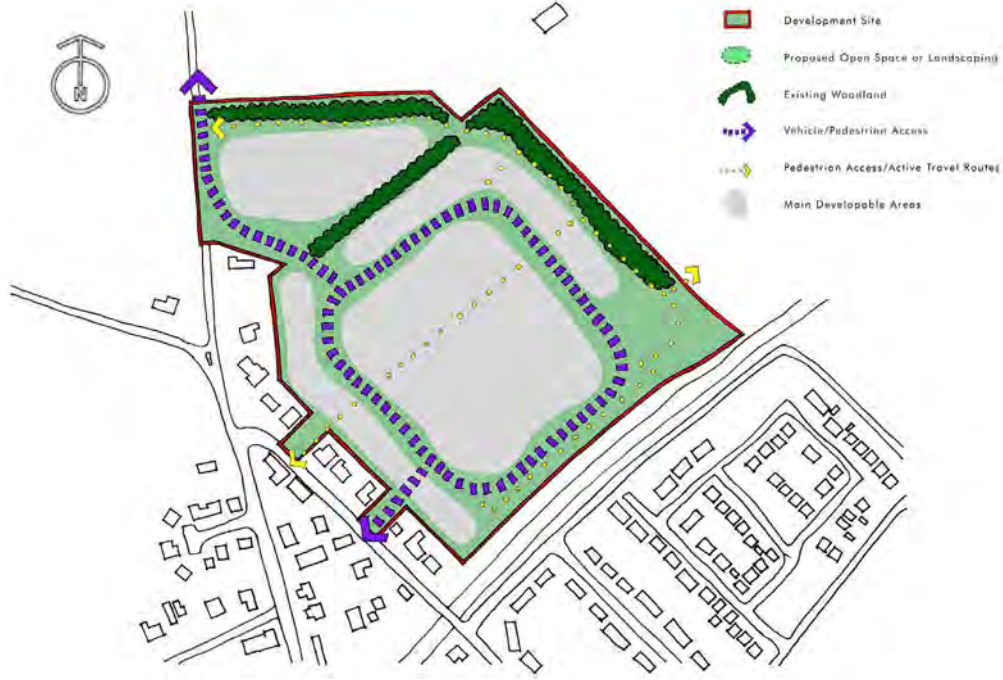 N
Development Site
Proposed Open Space or Landscaping
Existing Woodland
Vehicle/Pedestrian Access
Pedestrian Access/Active Travel Routes
Main Developable Areas